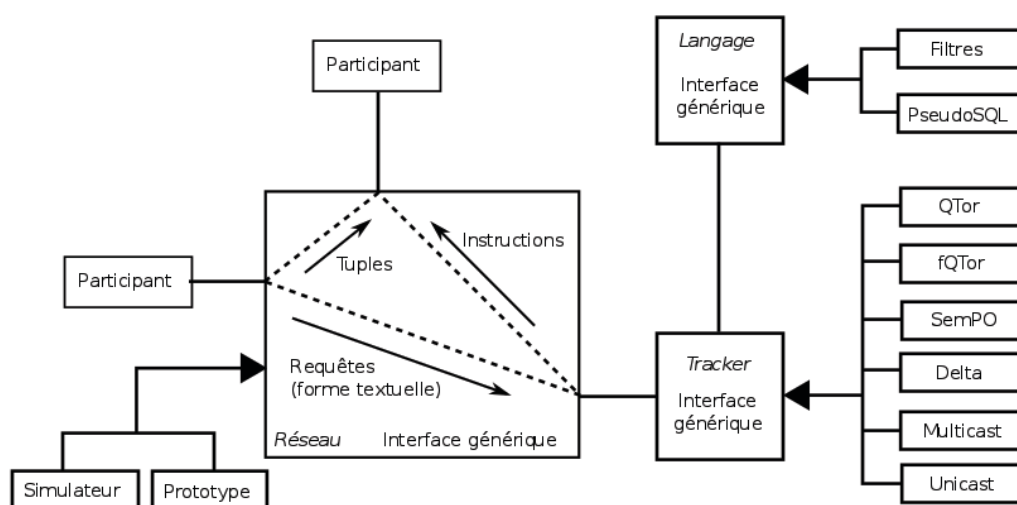 Participant
Langage
Interface
générique
Filtres
PseudoSQL
Participant
Tuples
Instructions
Requêtes
(forme textuelle)
Réseau Interface générique
Tracker
Interface
générique
QTor
fQTor
SemPO
Delta
Multicast
Unicast
Simulateur
Prototype